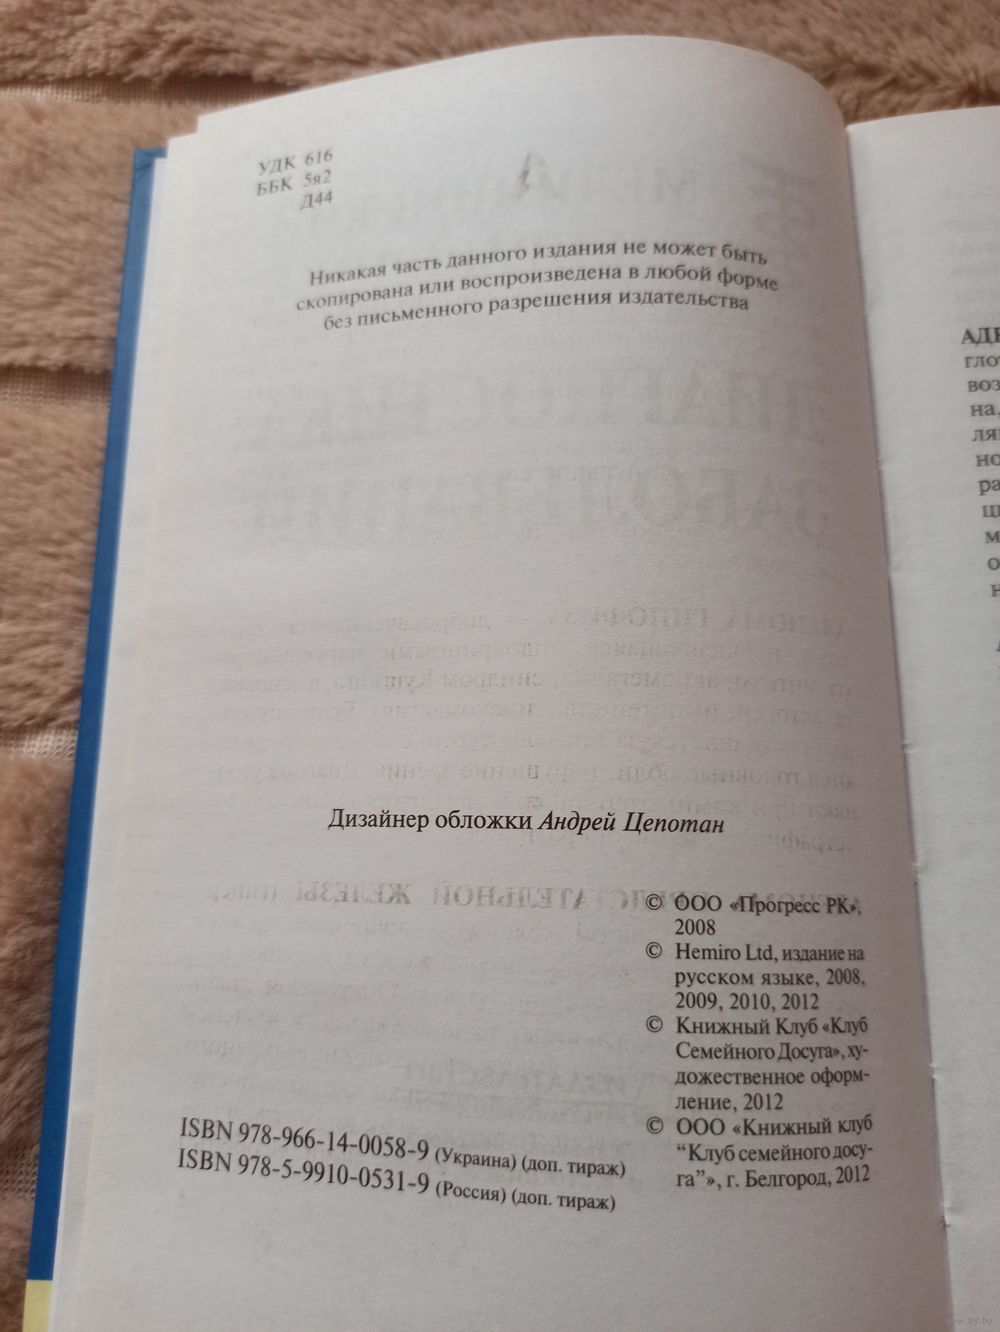 УДК 616
ББК 5я2
Д44
Никакая часть данного издания не может быть
скопирована или воспроизведена в любой форме
без письменного разрешения издательства
Дизайнер обложки Андрей Цепотан
© ООО «Прогресс РК»,
2008
© Hemiro Ltd, издание на
русском языке, 2008,
2009, 2010, 2012
© Книжный Клуб «Клуб
Семейного Досуга», ху-
дожественное оформ-
ление, 2012
© ООО «Книжный клуб
“Клуб семейного досу-
га”», г. Белгород, 2012
ISBN 978-966-14-0058-9 (Украина) (доп. тираж)
ISBN 978-5-9910-0531-9 (Россия) (доп. тираж)
www.ay.by